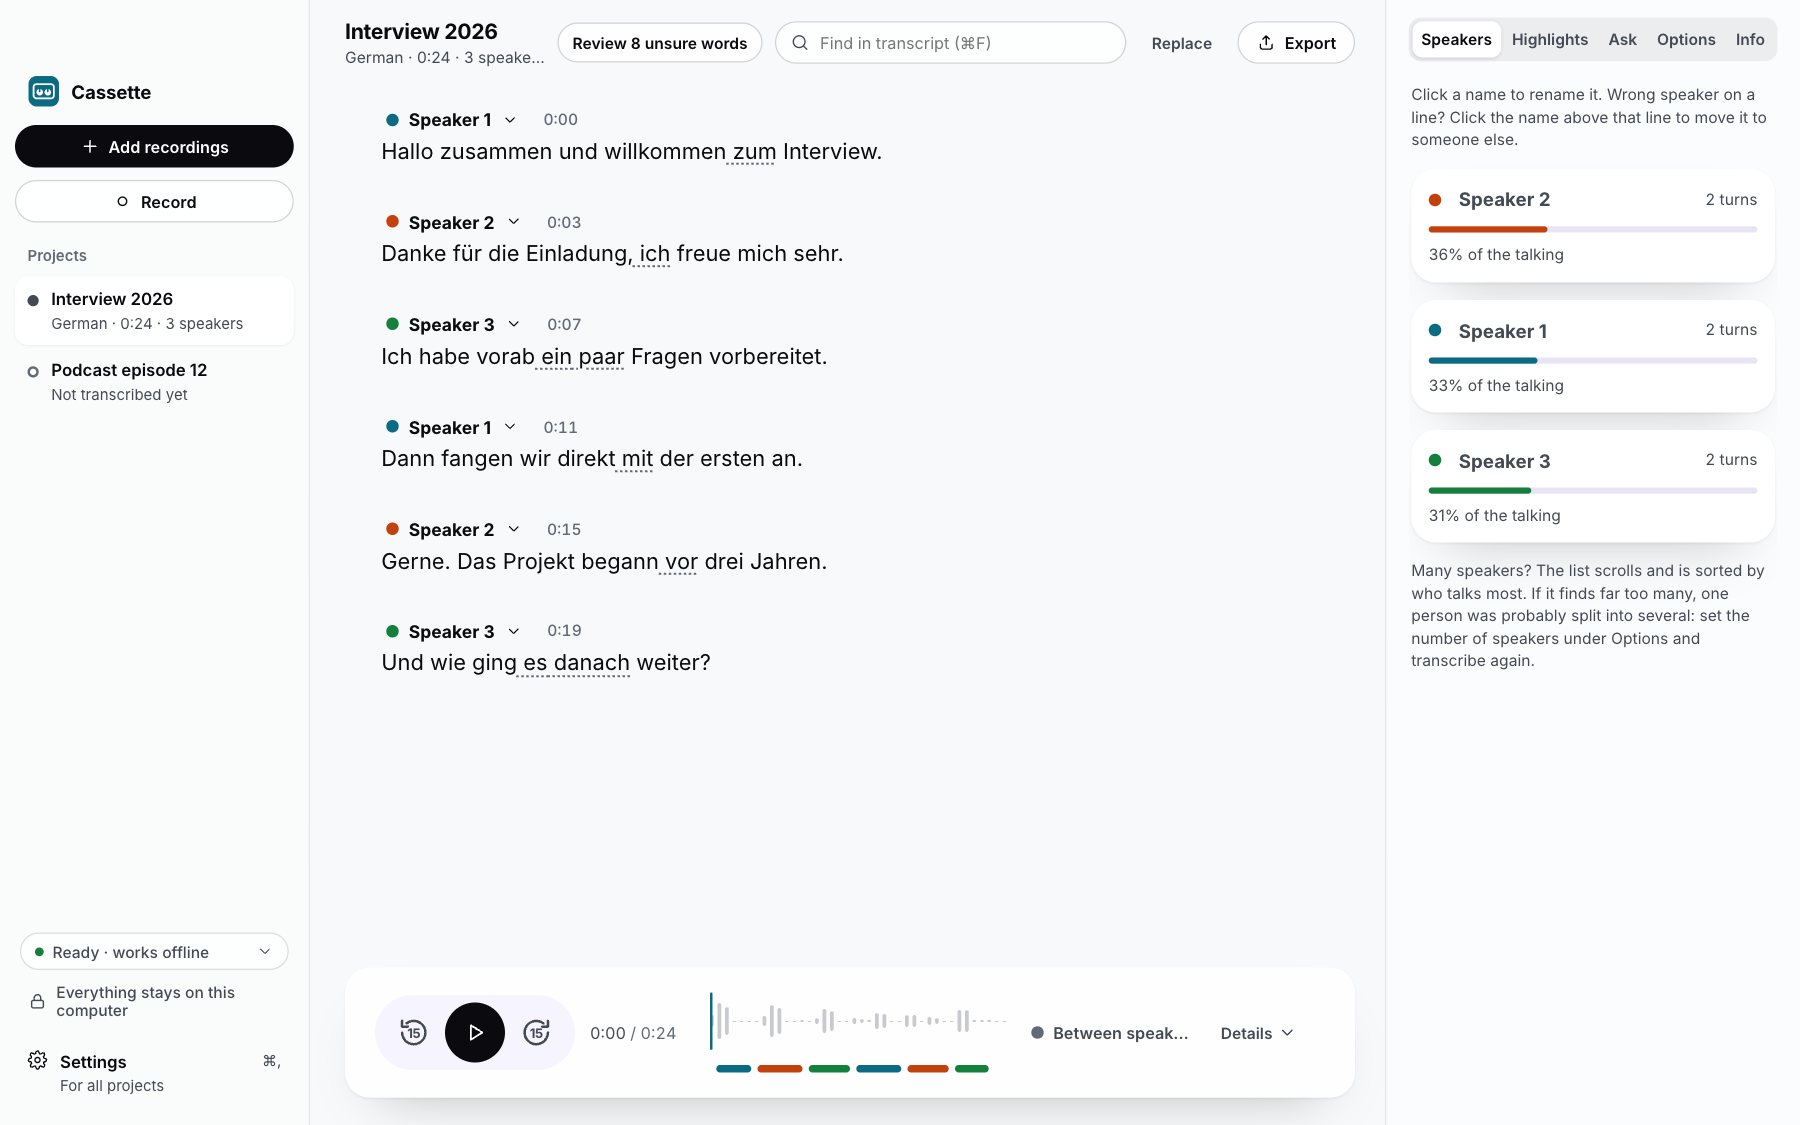 Cassette
Add recordings
Record
Projects
Interview 2026
German · 0:24 · 3 speakers
Podcast episode 12
Not transcribed yet
Ready · works offline
Everything stays on this
computer
Settings
⌘,
For all projects
Interview 2026
German · 0:24 · 3 speake...
Review 8 unsure words
Find in transcript (⌘F)
Replace
Export
Speaker 1 0:00
Hallo zusammen und willkommen zum Interview.
Speaker 2 0:03
Danke für die Einladung, ich freue mich sehr.
Speaker 3 0:07
Ich habe vorab ein paar Fragen vorbereitet.
Speaker 1 0:11
Dann fangen wir direkt mit der ersten an.
Speaker 2 0:15
Gerne. Das Projekt begann vor drei Jahren.
Speaker 3 0:19
Und wie ging es danach weiter?
15
15
0:00 / 0:24
Between speak...
Details
Speakers
Highlights
Ask
Options
Info
Click a name to rename it. Wrong speaker on a
line? Click the name above that line to move it to
someone else.
Speaker 2
2 turns
36% of the talking
Speaker 1
2 turns
33% of the talking
Speaker 3
2 turns
31% of the talking
Many speakers? The list scrolls and is sorted by
who talks most. If it finds far too many, one
person was probably split into several: set the
number of speakers under Options and
transcribe again.